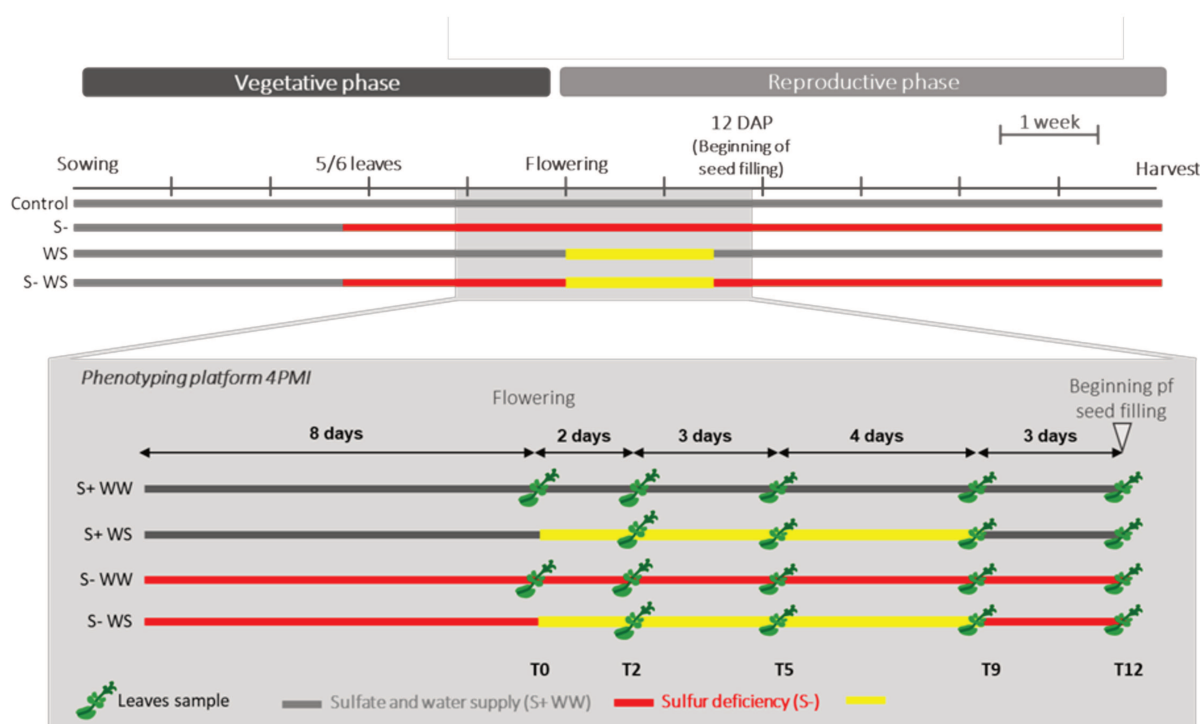 Vegetative phase
Reproductive phase
12 DAP
(Beginning of
seed filling)
1 week
Sowing
5/6 leaves
Flowering
Harvest
Control
S-
WS
S- WS
Phenotyping platform 4PMI
Flowering
Beginning pf
seed filling
8 days
2 days
3 days
4 days
3 days
S+ WW
S+ WS
S- WW
S- WS
T0
T2
T5
T9
T12
Leaves sample
Sulfate and water supply (S+ WW)
Sulfur deficiency (S-)